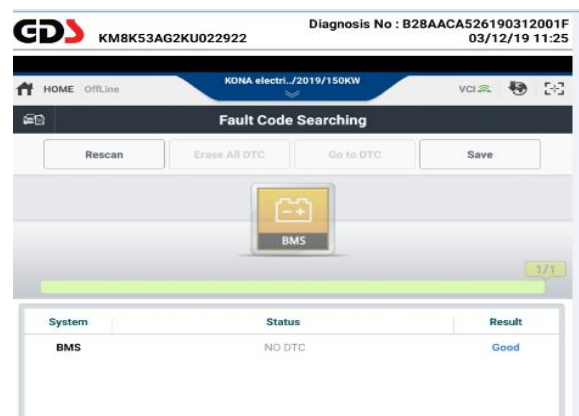 GDS KM8K53AG2KU022922 Diagnosis No : B28AACA526190312001F
03/12/19 11:25
HOME OffLine KONA electri../2019/150KW VCI
Fault Code Searching
Rescan Erase All DTC Go to DTC Save
BMS
1/1
System Status Result
BMS NO DTC Good